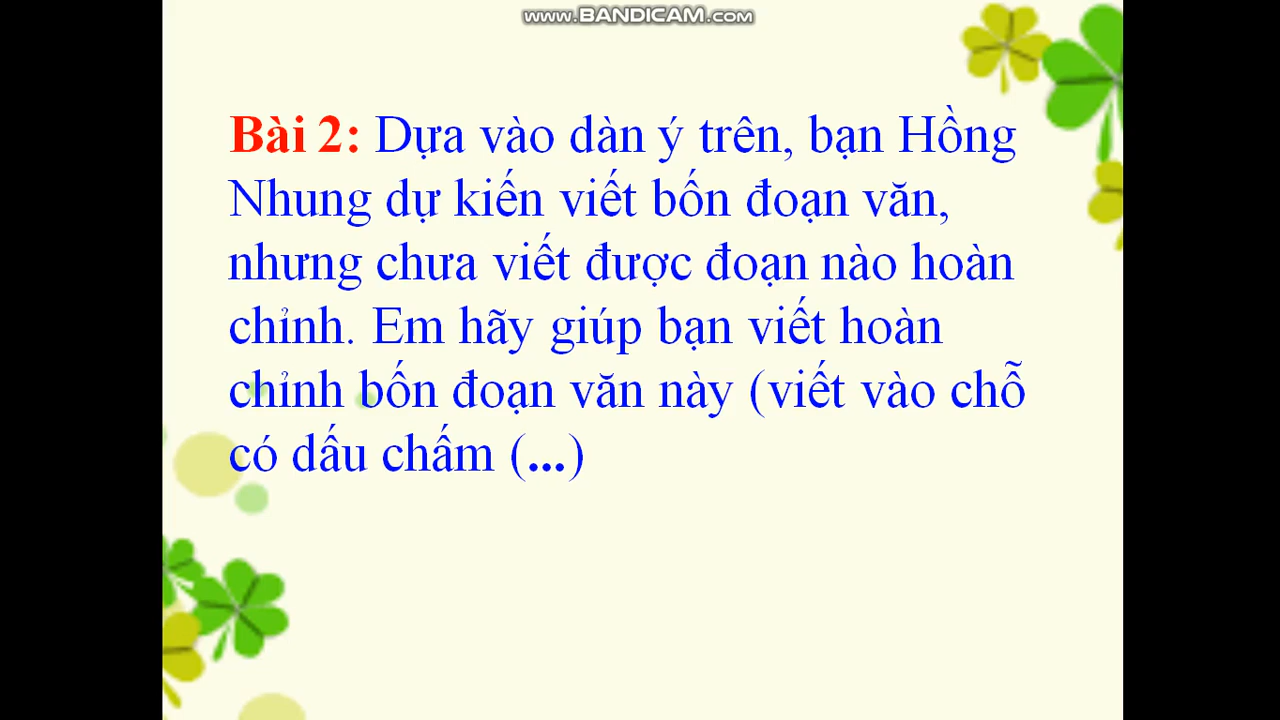 www.BANDICAM.com
Bài 2: Dựa vào dàn ý trên, bạn Hồng
Nhung dự kiến viết bốn đoạn văn,
nhưng chưa viết được đoạn nào hoàn
chỉnh. Em hãy giúp bạn viết hoàn
chỉnh bốn đoạn văn này (viết vào chỗ
có dấu chấm (...)